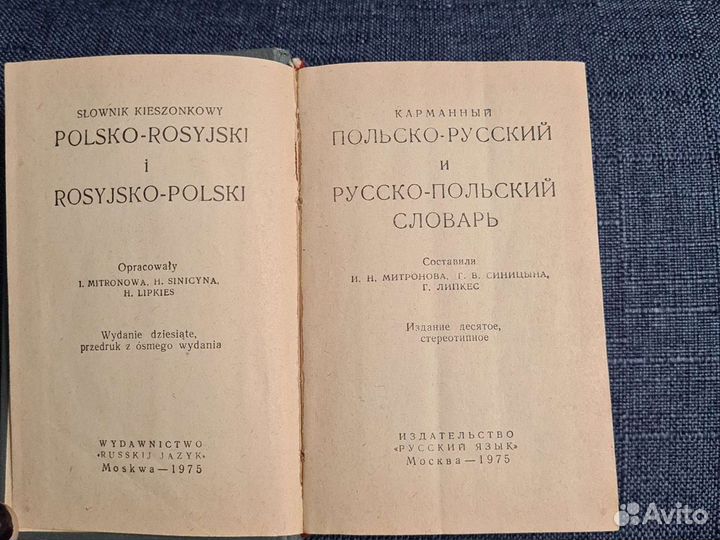 SŁOWNIK KIESZONKOWY
POLSKO-ROSYJSKI
i
ROSYJSKO-POLSKI
Opracowały
I. MITRONOWA, H. SINICYNA,
H. LIPKIES
Wydanie dziesiąte,
przedruk z ósmego wydania
WYDAWNICTWO
«RUSSKIJ JAZYK»
Moskwa—1975
КАРМАННЫЙ
ПОЛЬСКО-РУССКИЙ
И
РУССКО-ПОЛЬСКИЙ
СЛОВАРЬ
Составили
И. Н. МИТРОНОВА, Г. В. СИНИЦЫНА,
Г. ЛИПКЕС
Издание десятое,
стереотипное
ИЗДАТЕЛЬСТВО
«РУССКИЙ ЯЗЫК»
Москва—1975
Avito